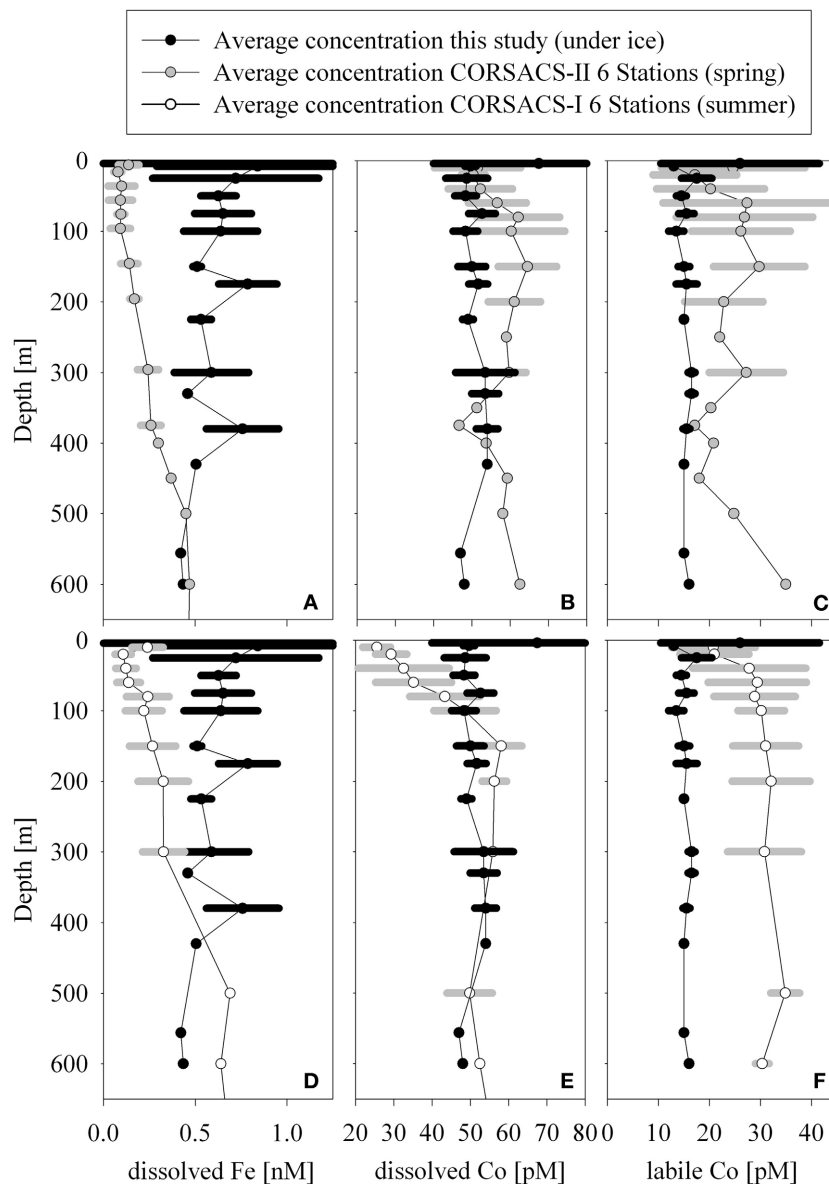 Average concentration this study (under ice)
Average concentration CORSACS-II 6 Stations (spring)
Average concentration CORSACS-I 6 Stations (summer)
0
100
200
300
400
500
600
Depth [m]
A
B
C
0
100
200
300
400
500
600
Depth [m]
D
E
F
0.0 0.5 1.0
20 30 40 50 60 70 80
0 10 20 30 40
dissolved Fe [nM]
dissolved Co [pM]
labile Co [pM]